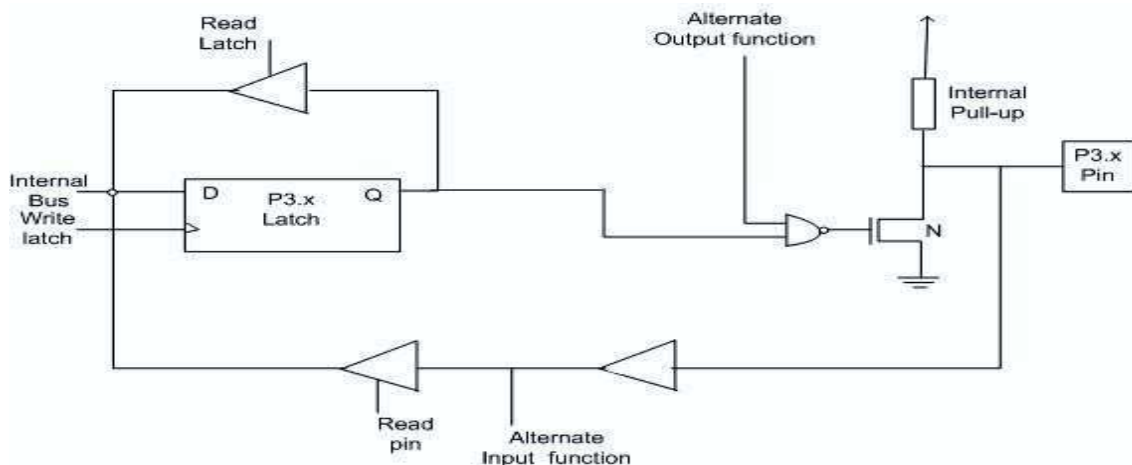 Read
Latch
Alternate
Output function
Internal
Pull-up
P3.x
Pin
Internal
Bus
Write
latch
D
Q
P3.x
Latch
N
Read
pin
Alternate
Input function